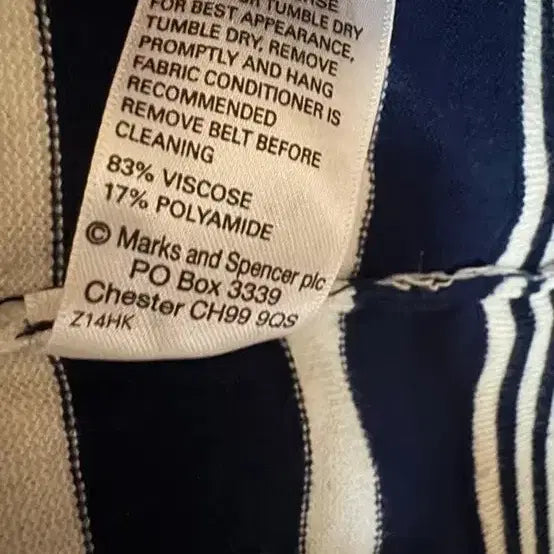 TUMBLE DRY
FOR BEST APPEARANCE,
TUMBLE DRY, REMOVE
PROMPTLY AND HANG
FABRIC CONDITIONER IS
RECOMMENDED
REMOVE BELT BEFORE
CLEANING
83% VISCOSE
17% POLYAMIDE
© Marks and Spencer plc
PO Box 3339
Chester CH99 9QS
Z14HK